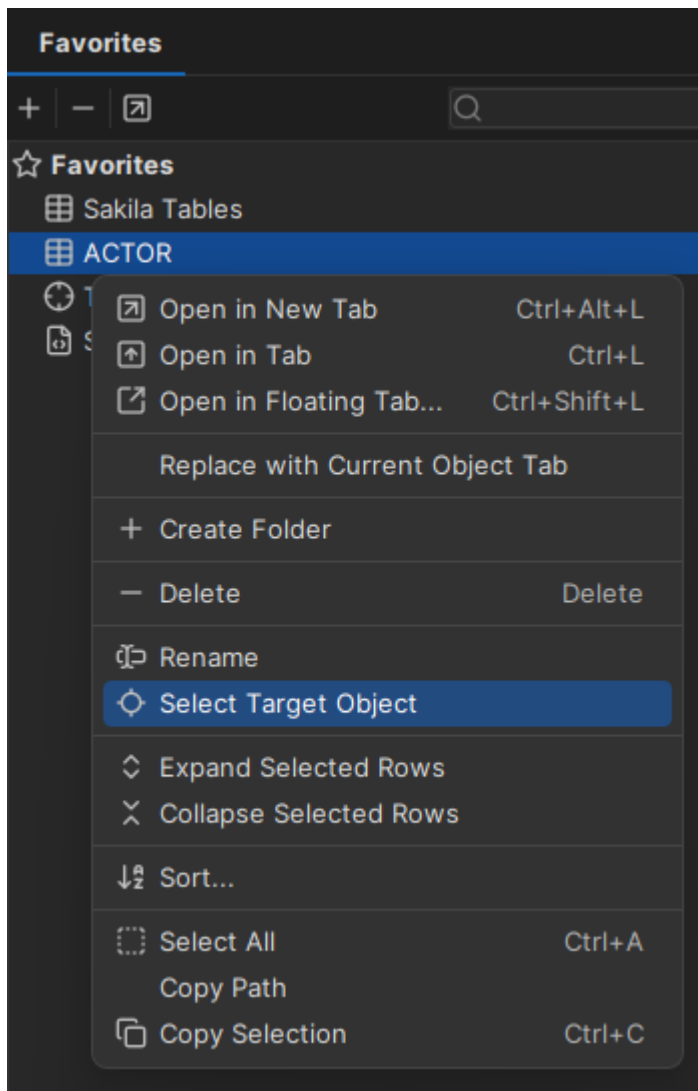 Favorites
Favorites
Sakila Tables
ACTOR
Open in New Tab Ctrl+Alt+L
Open in Tab Ctrl+L
Open in Floating Tab... Ctrl+Shift+L
Replace with Current Object Tab
Create Folder
Delete Delete
Rename
Select Target Object
Expand Selected Rows
Collapse Selected Rows
Sort...
Select All Ctrl+A
Copy Path
Copy Selection Ctrl+C